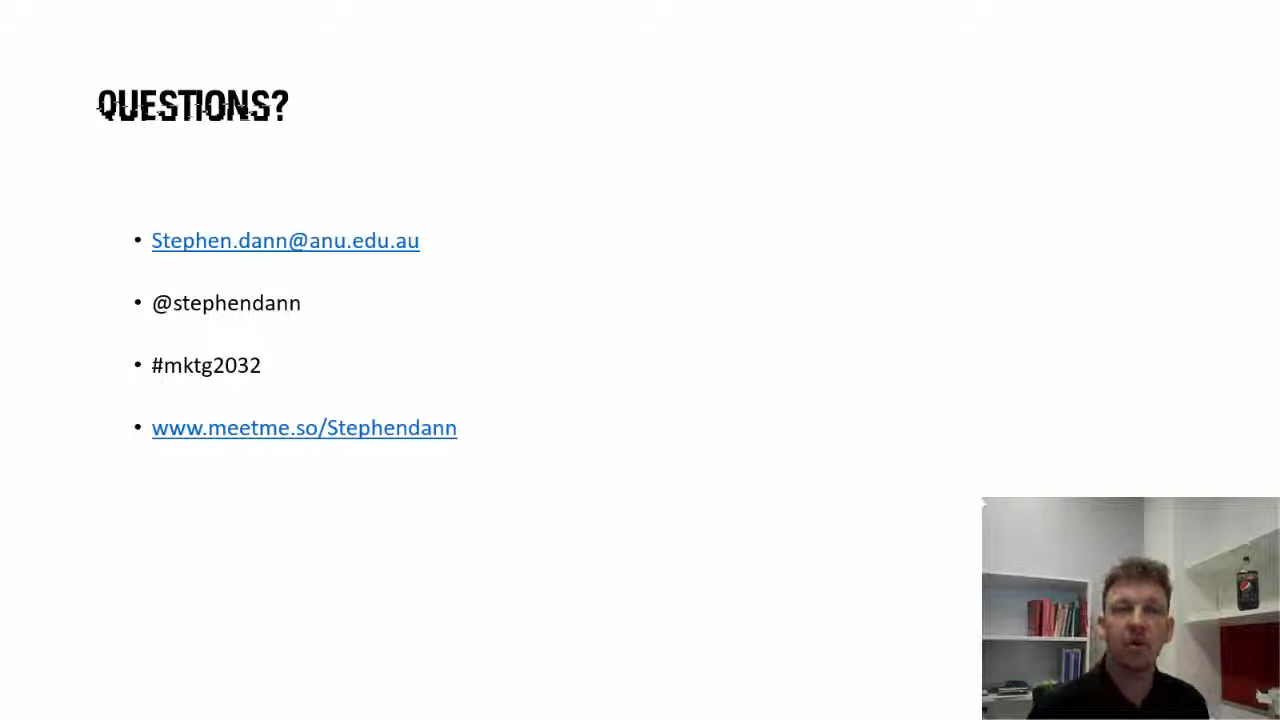 QUESTIONS?
• Stephen.dann@anu.edu.au
• @stephendann
• #mktg2032
• www.meetme.so/Stephendann